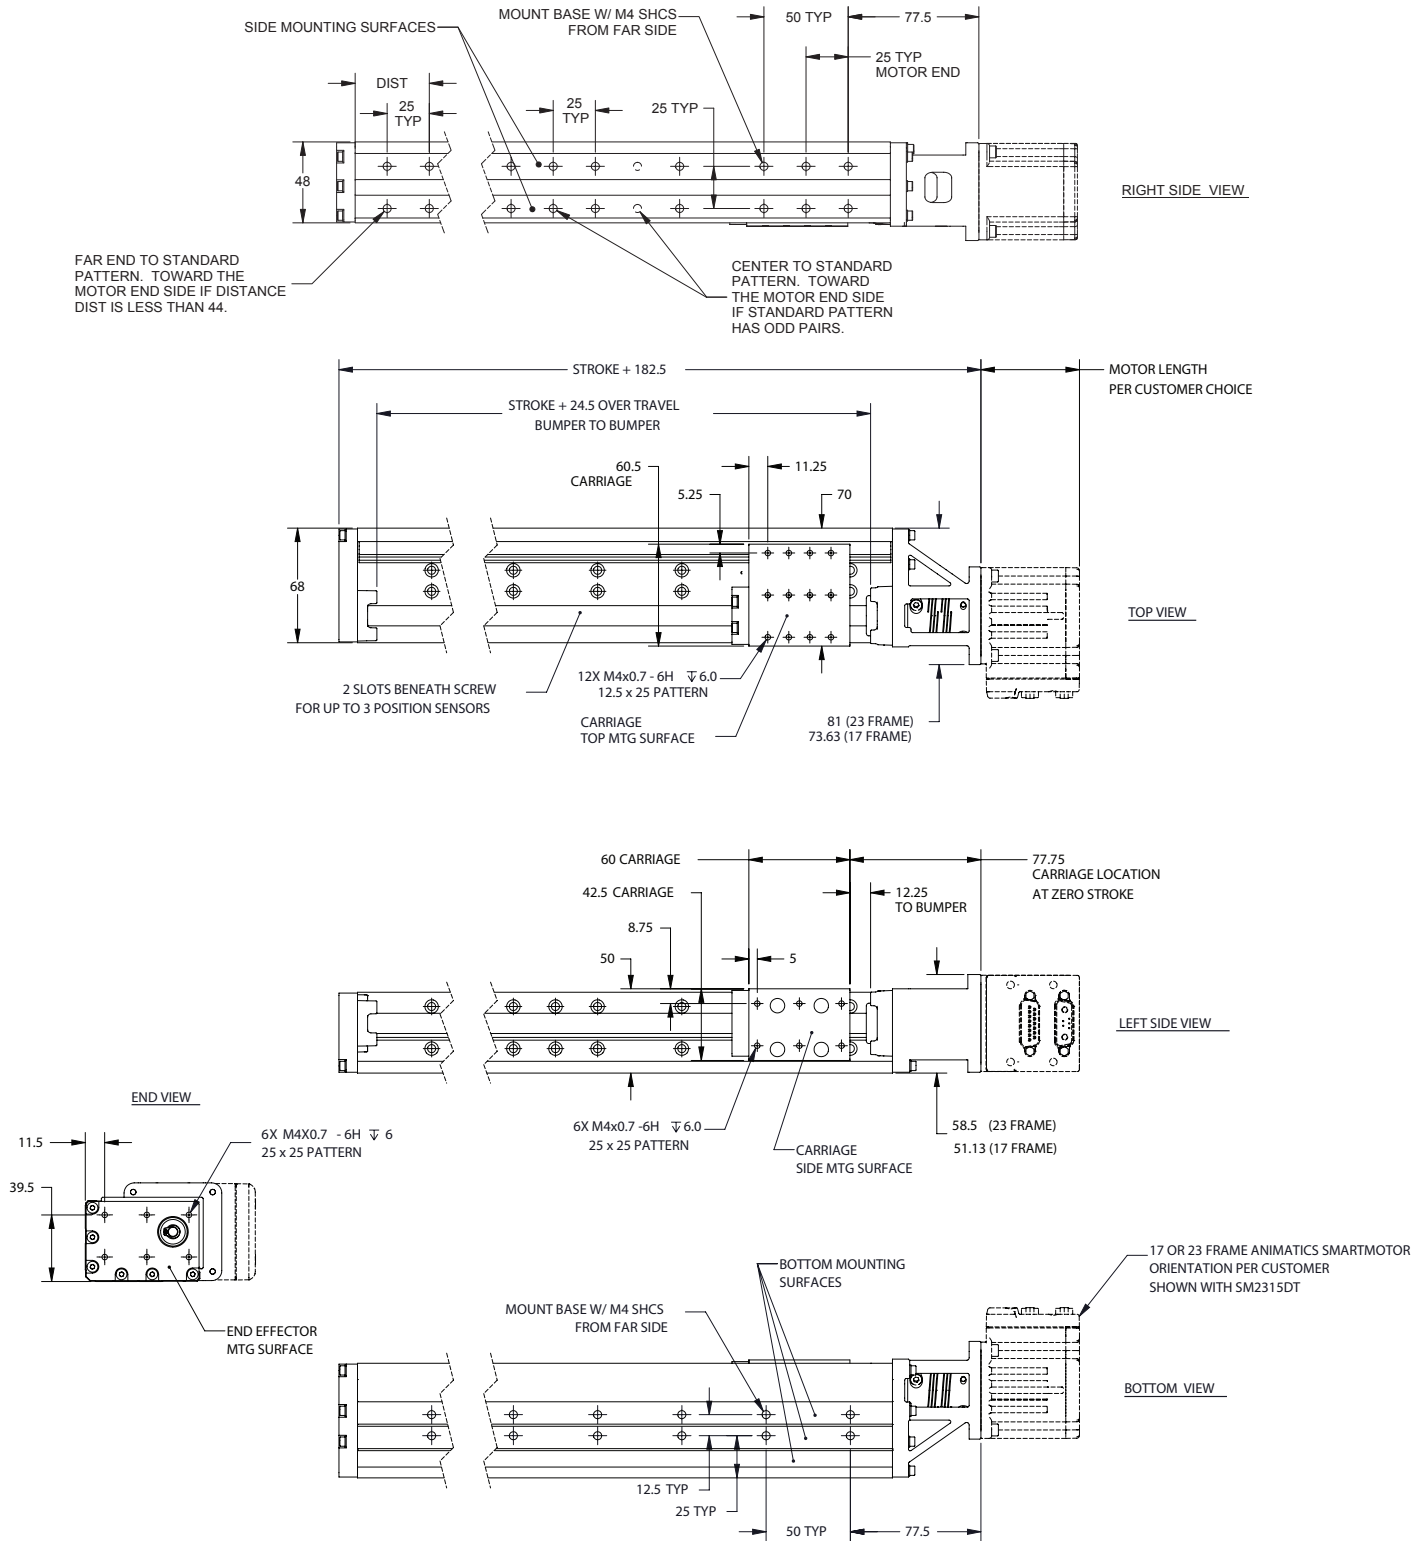 SIDE MOUNTING SURFACES
MOUNT BASE W/ M4 SHCS
FROM FAR SIDE
50 TYP
77.5
25 TYP
MOTOR END
DIST
25
TYP
25
TYP
25 TYP
48
RIGHT SIDE VIEW
FAR END TO STANDARD
PATTERN. TOWARD THE
MOTOR END SIDE IF DISTANCE
DIST IS LESS THAN 44.
CENTER TO STANDARD
PATTERN. TOWARD
THE MOTOR END SIDE
IF STANDARD PATTERN
HAS ODD PAIRS.
STROKE + 182.5
MOTOR LENGTH
PER CUSTOMER CHOICE
STROKE + 24.5 OVER TRAVEL
BUMPER TO BUMPER
60.5
CARRIAGE
11.25
5.25
70
68
TOP VIEW
12X M4x0.7 - 6H ↧ 6.0
12.5 x 25 PATTERN
2 SLOTS BENEATH SCREW
FOR UP TO 3 POSITION SENSORS
CARRIAGE
TOP MTG SURFACE
81 (23 FRAME)
73.63 (17 FRAME)
60 CARRIAGE
77.75
CARRIAGE LOCATION
AT ZERO STROKE
42.5 CARRIAGE
12.25
TO BUMPER
8.75
50
5
LEFT SIDE VIEW
END VIEW
11.5
6X M4X0.7 - 6H ↧ 6
25 x 25 PATTERN
39.5
6X M4x0.7 -6H ↧ 6.0
25 x 25 PATTERN
CARRIAGE
SIDE MTG SURFACE
58.5 (23 FRAME)
51.13 (17 FRAME)
END EFFECTOR
MTG SURFACE
BOTTOM MOUNTING
SURFACES
MOUNT BASE W/ M4 SHCS
FROM FAR SIDE
17 OR 23 FRAME ANIMATICS SMARTMOTOR
ORIENTATION PER CUSTOMER
SHOWN WITH SM2315DT
BOTTOM VIEW
12.5 TYP
25 TYP
50 TYP
77.5